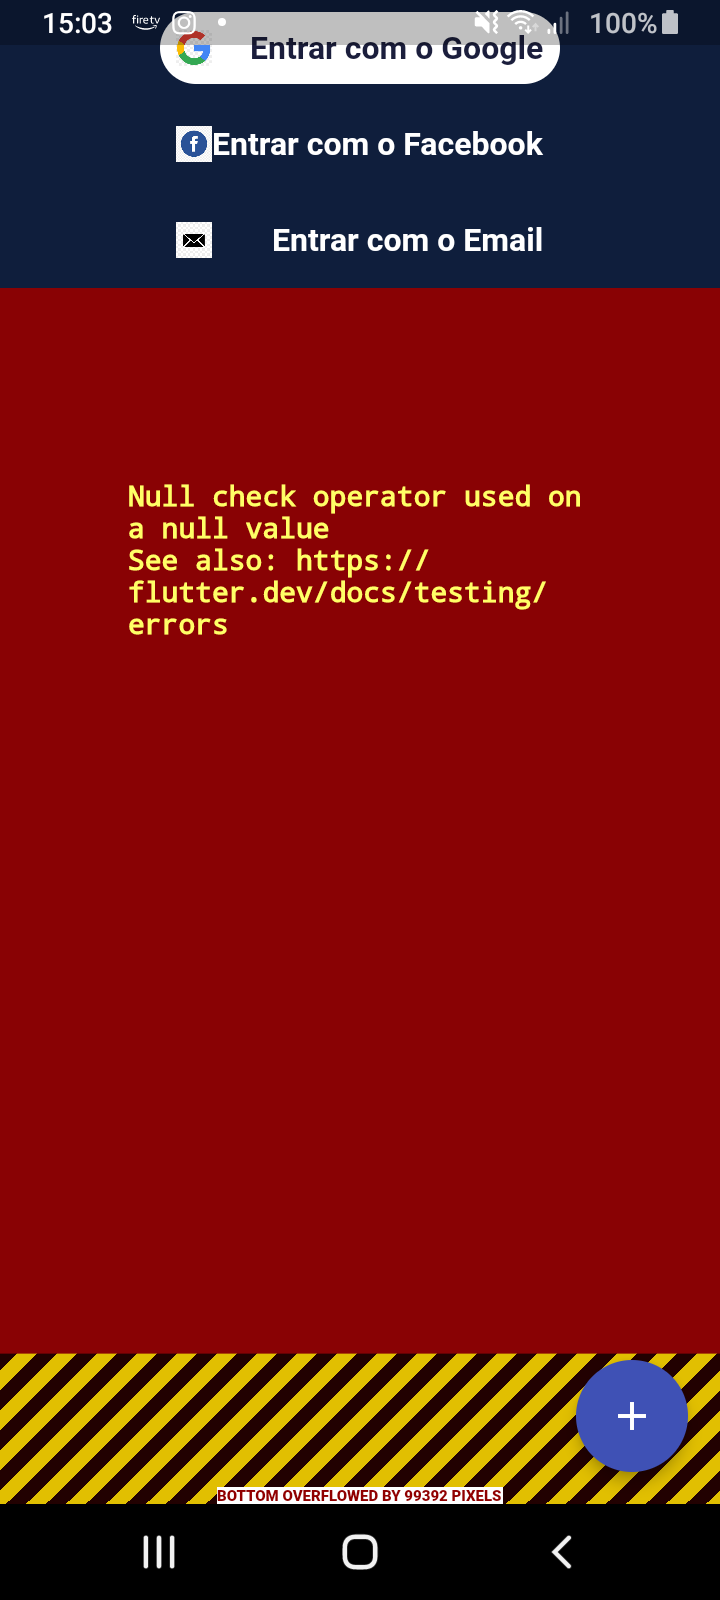 15:03 firetv 100%
Entrar com o Google
Entrar com o Facebook
Entrar com o Email
Null check operator used on
a null value
See also: https://
flutter.dev/docs/testing/
errors
BOTTOM OVERFLOWED BY 99392 PIXELS